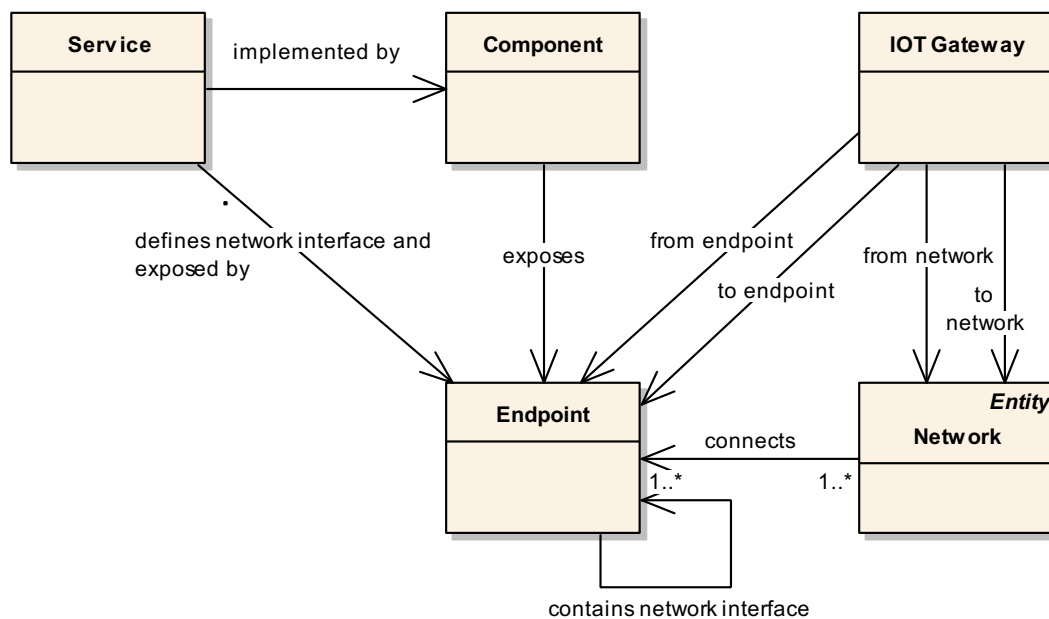 Service
Component
IOT Gateway
implemented by
defines network interface and
exposed by
exposes
from endpoint
to endpoint
from network
to
network
Endpoint
Entity
Network
connects
1..*
1..*
contains network interface